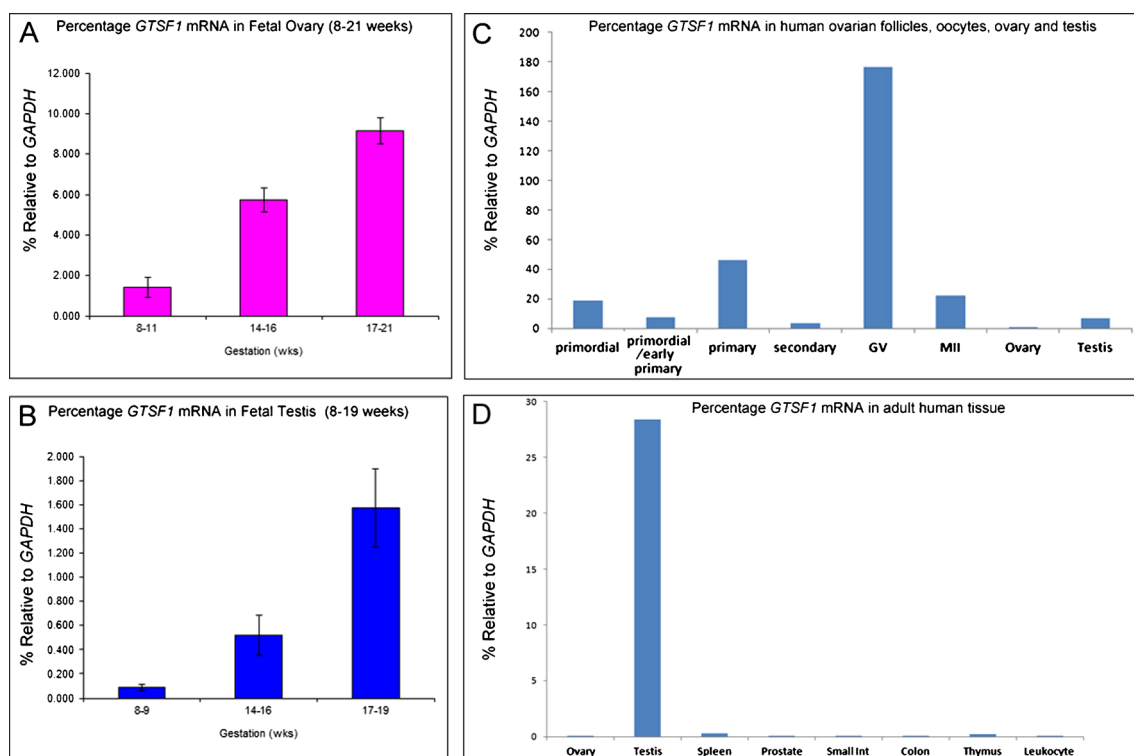 A
Percentage GTSF1 mRNA in Fetal Ovary (8-21 weeks)
% Relative to GAPDH
12.000
10.000
8.000
6.000
4.000
2.000
0.000
8-11 14-16 17-21
Gestation (wks)
B
Percentage GTSF1 mRNA in Fetal Testis (8-19 weeks)
% Relative to GAPDH
2.000
1.800
1.600
1.400
1.200
1.000
0.800
0.600
0.400
0.200
0.000
8-9 14-16 17-19
Gestation (wks)
C
Percentage GTSF1 mRNA in human ovarian follicles, oocytes, ovary and testis
% Relative to GAPDH
200
180
160
140
120
100
80
60
40
20
0
primordial primordial primary secondary GV MII Ovary Testis
/early
primary
D
Percentage GTSF1 mRNA in adult human tissue
% Relative to GAPDH
30
25
20
15
10
5
0
Ovary Testis Spleen Prostate Small Int Colon Thymus Leukocyte